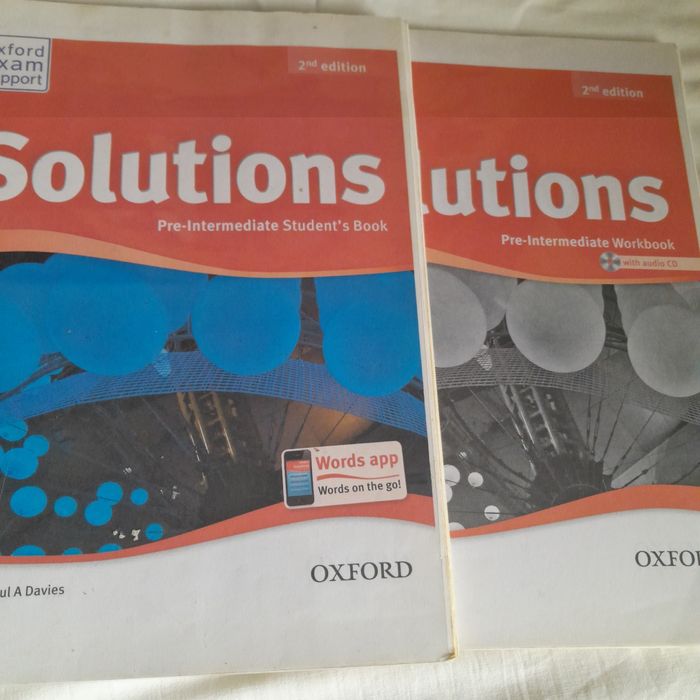 xford
xam
pport
2nd edition
Solutions
Pre-Intermediate Student's Book
Words app
Words on the go!
OXFORD
ul A Davies
2nd edition
lutions
Pre-Intermediate Workbook
with audio CD
OXFO